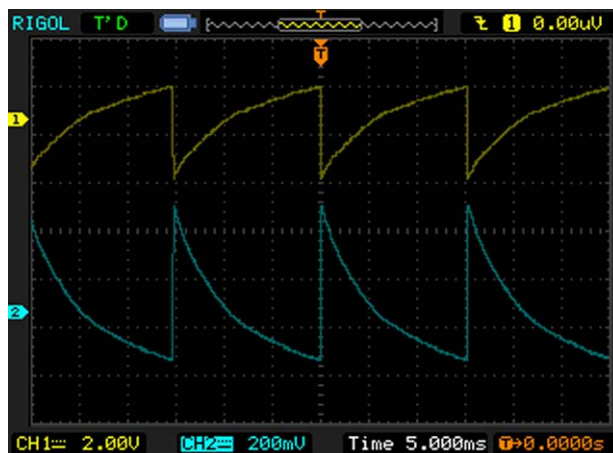 RIGOL T'D T 1 0.00uV
T
1
2
CH1 2.00V CH2 200mV Time 5.000ms T→0.0000s